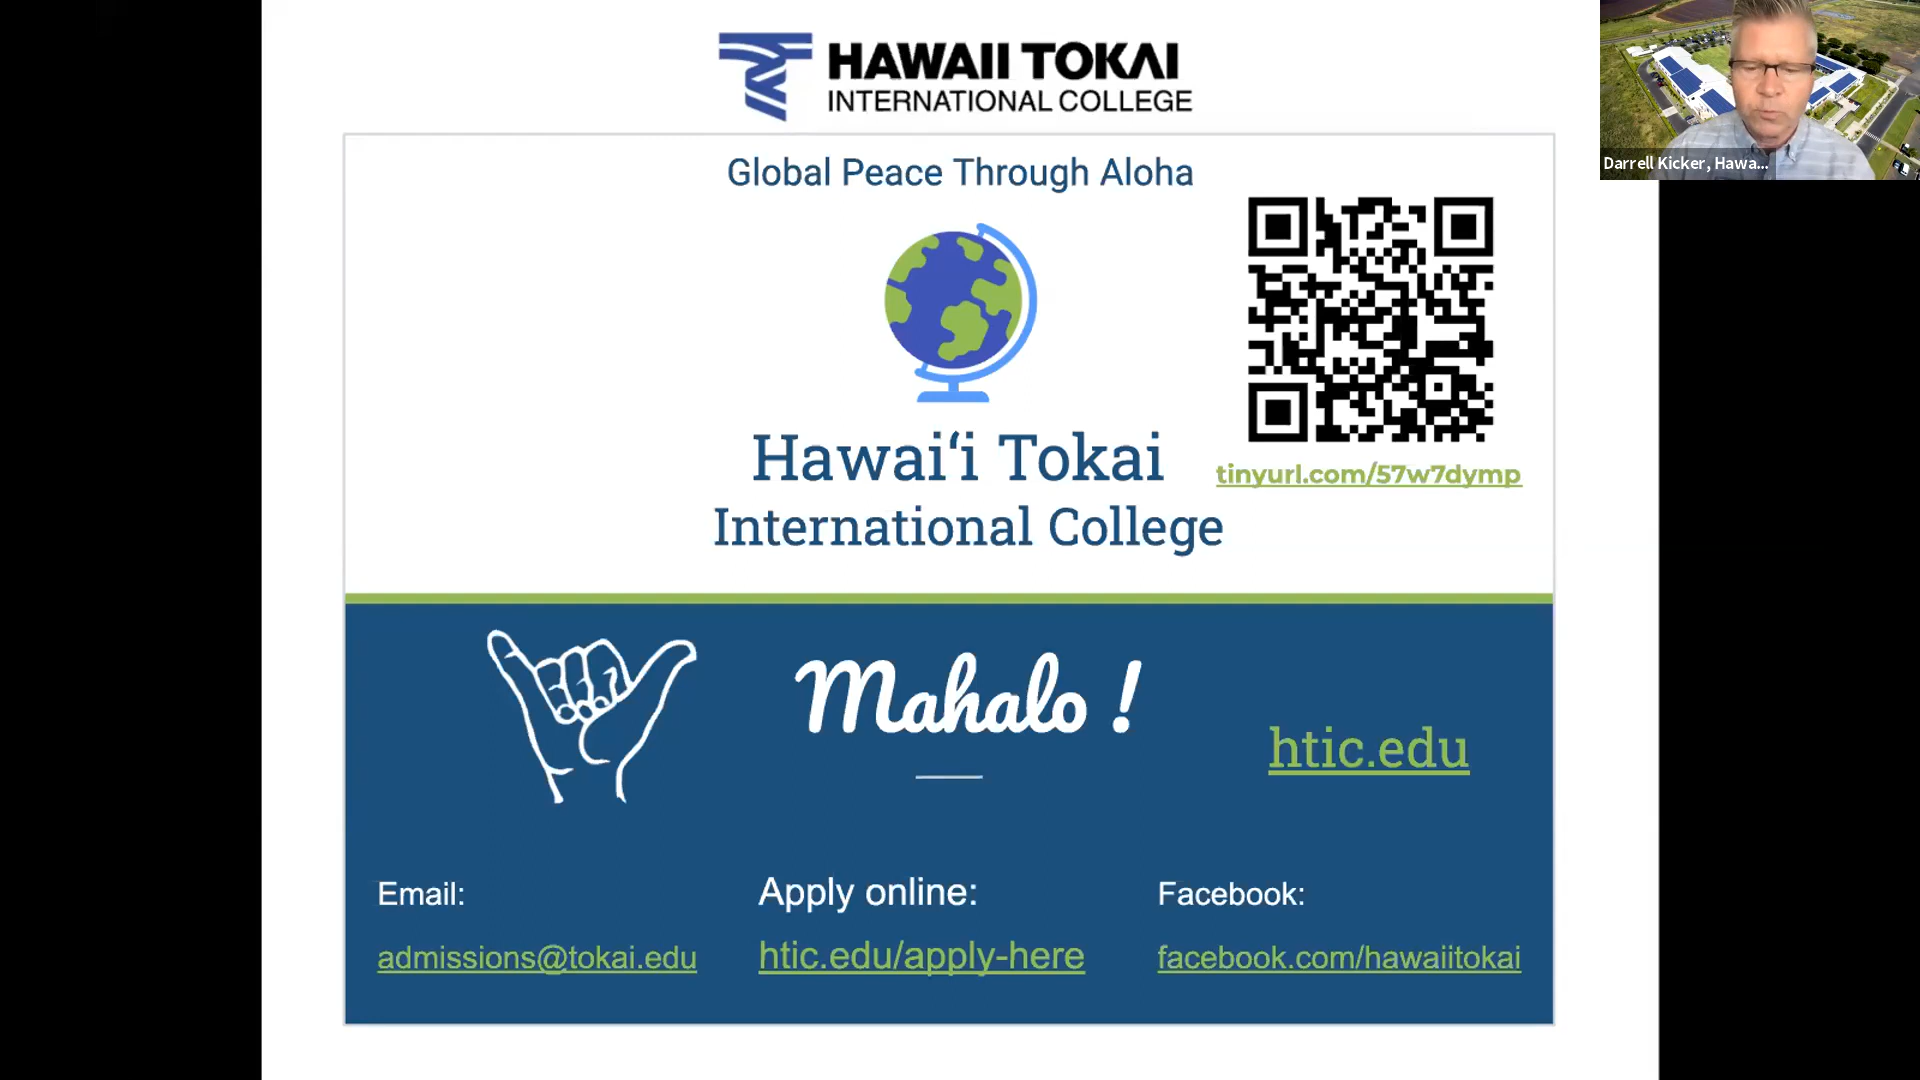 HAWAII TOKAI
INTERNATIONAL COLLEGE
Darrell Kicker, Hawa...
Global Peace Through Aloha
tinyurl.com/57w7dymp
Hawai‘i Tokai
International College
Mahalo !
htic.edu
Email:
admissions@tokai.edu
Apply online:
htic.edu/apply-here
Facebook:
facebook.com/hawaiitokai